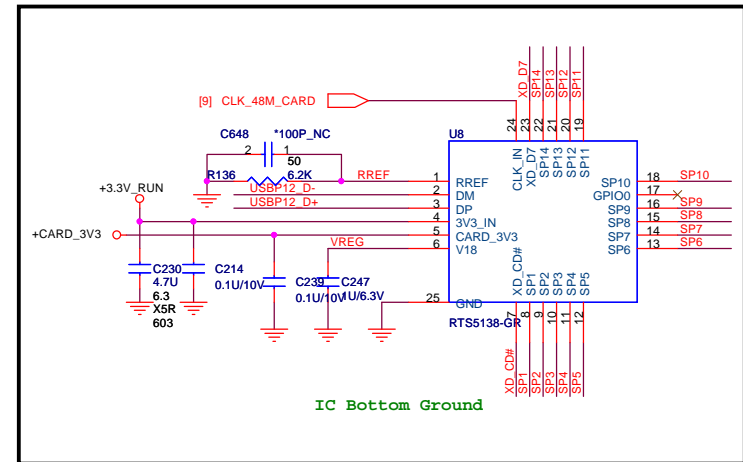 XD_D7
SP14
SP13
SP12
SP11
[9] CLK_48M_CARD
24
23
22
21
20
19
C648
*100P_NC
2
1
50
U8
CLK_IN
XD_D7
SP14
SP13
SP12
SP11
R136
6.2K
RREF
1
RREF
SP10
18
SP10
USBP12_D-
2
DM
GPIO0
17
+3.3V_RUN
USBP12_D+
3
DP
SP9
16
SP9
4
3V3_IN
SP8
15
SP8
+CARD_3V3
5
CARD_3V3
SP7
14
SP7
VREG
6
V18
SP6
13
SP6
C230
4.7U
6.3
X5R
603
C214
0.1U/10V
C239
0.1U/10V
C247
1U/6.3V
25
GND
XD_CD#
SP1
SP2
SP3
SP4
SP5
RTS5138-GR
7
8
9
10
11
12
XD_CD#
SP1
SP2
SP3
SP4
SP5
IC Bottom Ground